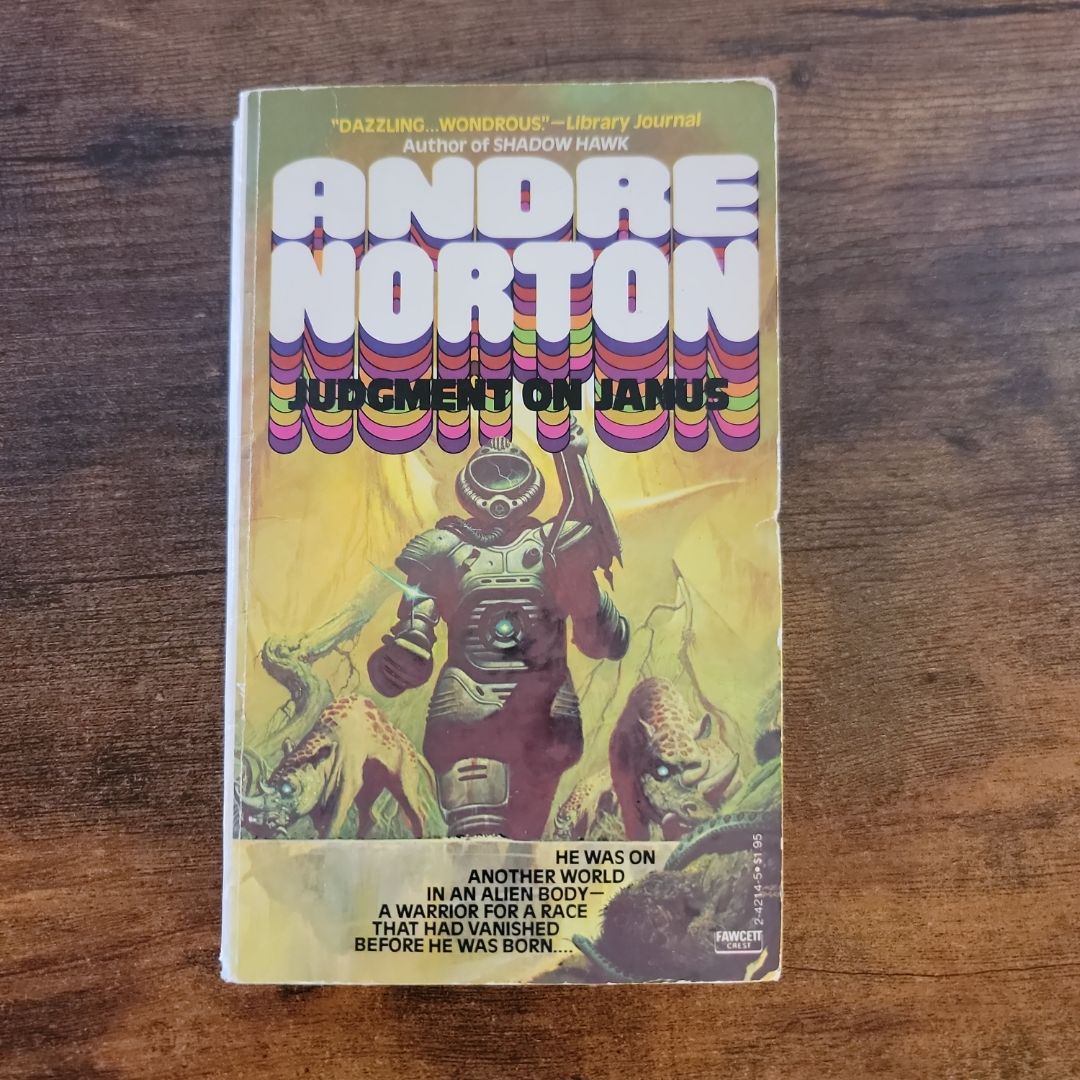 "DAZZLING...WONDROUS."—Library Journal
Author of SHADOW HAWK
ANDRE
NORTON
JUDGMENT ON JANUS
HE WAS ON
ANOTHER WORLD
IN AN ALIEN BODY—
A WARRIOR FOR A RACE
THAT HAD VANISHED
BEFORE HE WAS BORN....
2-4214-5•$1.95
FAWCETT
CREST